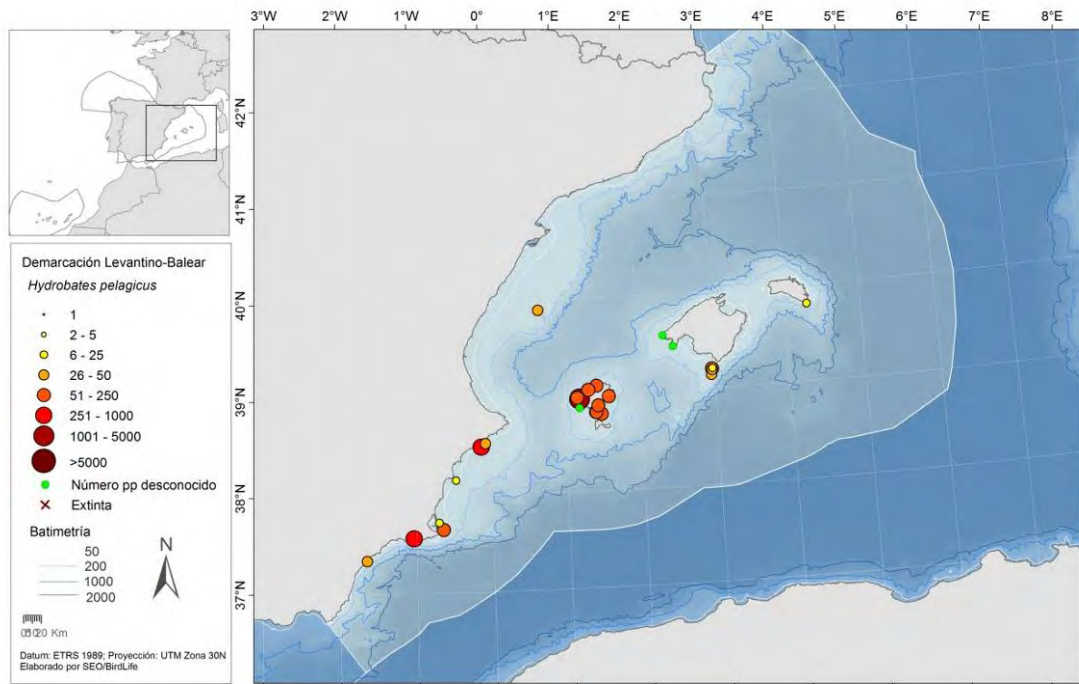 3°W 2°W 1°W 0° 1°E 2°E 3°E 4°E 5°E 6°E 7°E 8°E
42°N
41°N
40°N
39°N
38°N
37°N
Demarcación Levantino-Balear
Hydrobates pelagicus
1
2 - 5
6 - 25
26 - 50
51 - 250
251 - 1000
1001 - 5000
>5000
Número pp desconocido
Extinta
Batimetría
50
200
1000
2000
N
Km
Datum: ETRS 1989; Proyección: UTM Zona 30N
Elaborado por SEO/BirdLife